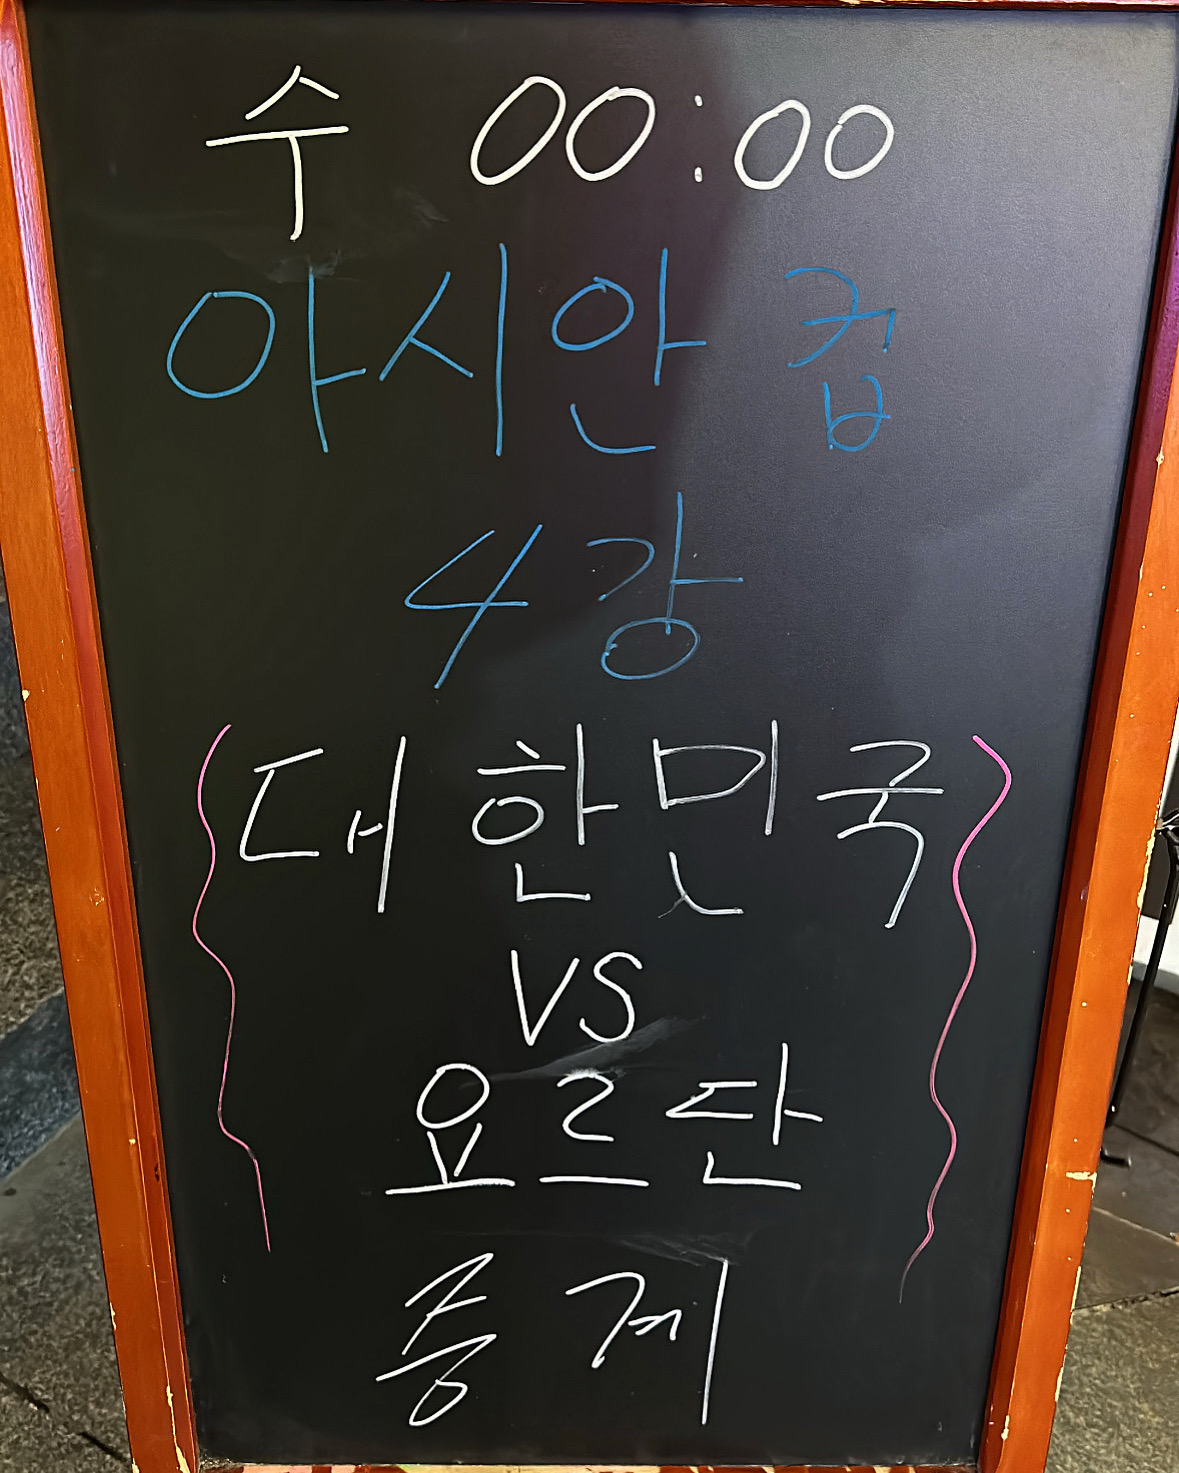 수 00:00
아시안 컵
4강
대한민국
VS
요르단
중계